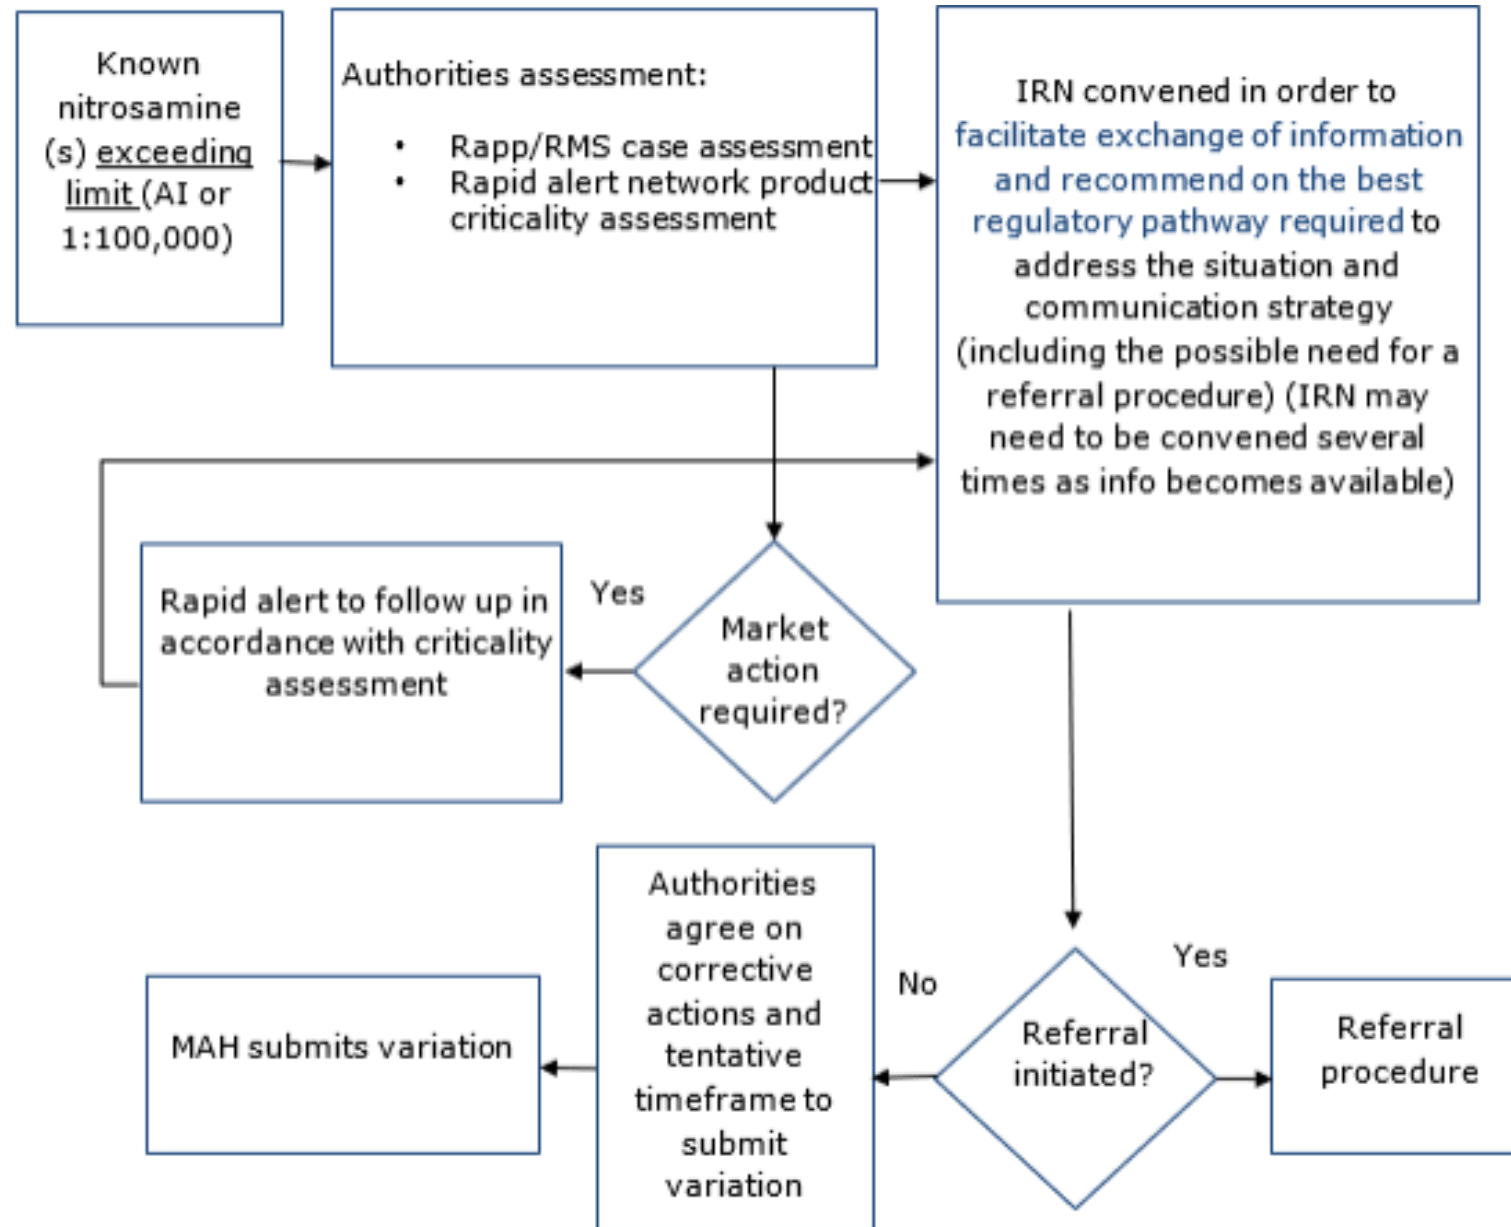 Known
nitrosamine
(s) exceeding
limit (AI or
1:100,000)
Authorities assessment:
• Rapp/RMS case assessment
• Rapid alert network product
criticality assessment
IRN convened in order to
facilitate exchange of information
and recommend on the best
regulatory pathway required to
address the situation and
communication strategy
(including the possible need for a
referral procedure) (IRN may
need to be convened several
times as info becomes available)
Rapid alert to follow up in
accordance with criticality
assessment
Yes
Market
action
required?
MAH submits variation
Authorities
agree on
corrective
actions and
tentative
timeframe to
submit
variation
No
Referral
initiated?
Yes
Referral
procedure